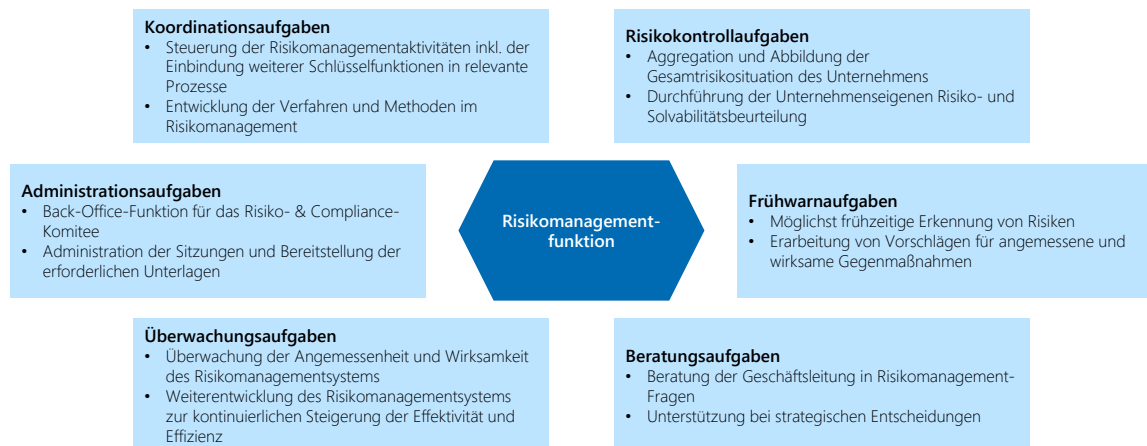 Koordinationsaufgaben
• Steuerung der Risikomanagementaktivitäten inkl. der
Einbindung weiterer Schlüsselfunktionen in relevante
Prozesse
• Entwicklung der Verfahren und Methoden im
Risikomanagement
Risikokontrollaufgaben
• Aggregation und Abbildung der
Gesamtrisikosituation des Unternehmens
• Durchführung der Unternehmenseigenen Risiko- und
Solvabilitätsbeurteilung
Administrationsaufgaben
• Back-Office-Funktion für das Risiko- & Compliance-
Komitee
• Administration der Sitzungen und Bereitstellung der
erforderlichen Unterlagen
Risikomanagement-
funktion
Frühwarnaufgaben
• Möglichst frühzeitige Erkennung von Risiken
• Erarbeitung von Vorschlägen für angemessene und
wirksame Gegenmaßnahmen
Überwachungsaufgaben
• Überwachung der Angemessenheit und Wirksamkeit
des Risikomanagementsystems
• Weiterentwicklung des Risikomanagementsystems
zur kontinuierlichen Steigerung der Effektivität und
Effizienz
Beratungsaufgaben
• Beratung der Geschäftsleitung in Risikomanagement-
Fragen
• Unterstützung bei strategischen Entscheidungen